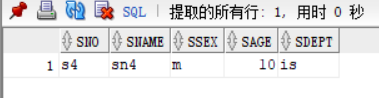 SQL | 提取的所有行: 1, 用时 0 秒
SNO SNAME SSEX SAGE SDEPT
1 s4 sn4 m 10 is